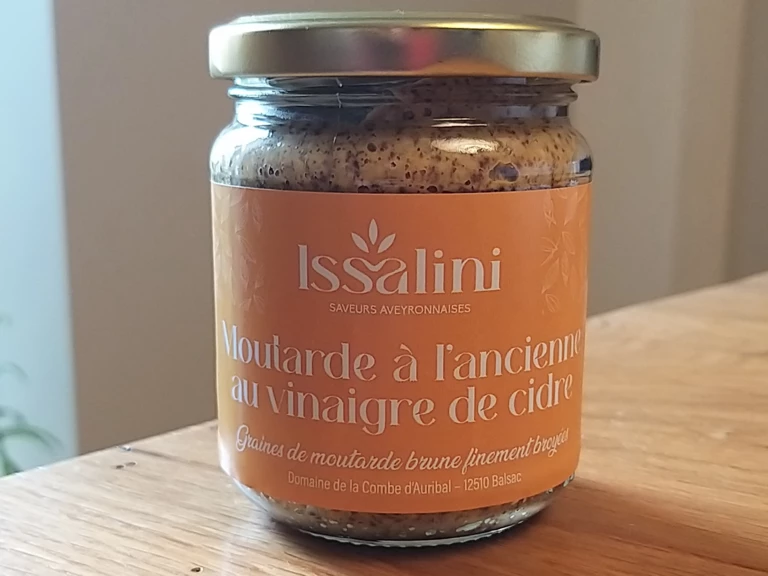 Issalini
SAVEURS AVEYRONNAISES
Moutarde à l'ancienne
au vinaigre de cidre
Graines de moutarde brune finement broyées
Domaine de la Combe d'Auribal – 12510 Balsac